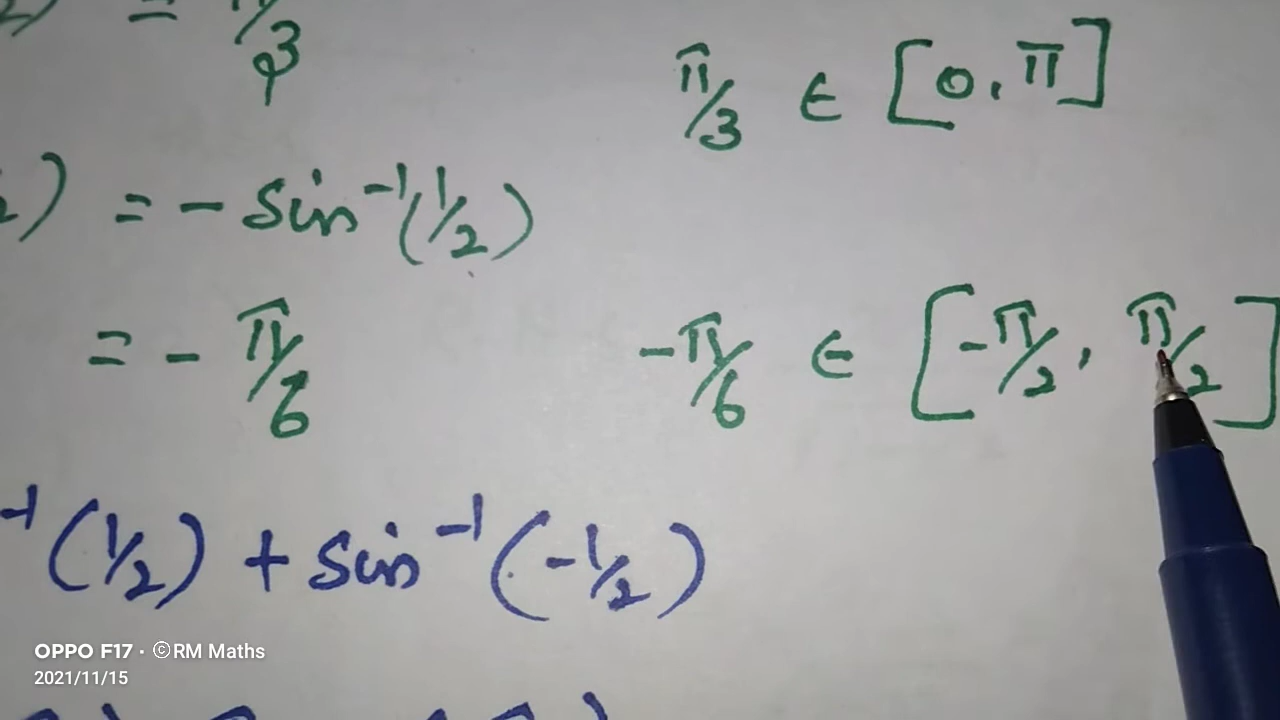 = π/3 π/3 ∈ [0, π]
) = - Sin⁻¹(1/2)
= - π/6 -π/6 ∈ [-π/2, π/2]
⁻¹(1/2) + Sin⁻¹(-1/2)
OPPO F17 · ©RM Maths
2021/11/15